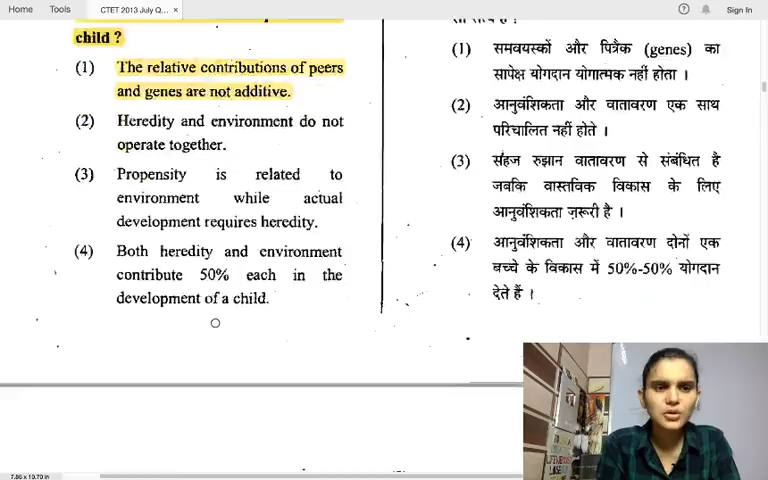 Home
Tools
CTET 2013 July Q...
×
Sign In
child ?
(1) The relative contributions of peers
and genes are not additive.
(2) Heredity and environment do not
operate together.
(3) Propensity is related to
environment while actual
development requires heredity.
(4) Both heredity and environment
contribute 50% each in the
development of a child.
(1) समवयस्कों और पित्रैक (genes) का
सापेक्ष योगदान योगात्मक नहीं होता ।
(2) आनुवंशिकता और वातावरण एक साथ
परिचालित नहीं होते ।
(3) सहज रुझान वातावरण से संबंधित है
जबकि वास्तविक विकास के लिए
आनुवंशिकता ज़रूरी है ।
(4) आनुवंशिकता और वातावरण दोनों एक
बच्चे के विकास में 50%-50% योगदान
देते हैं ।